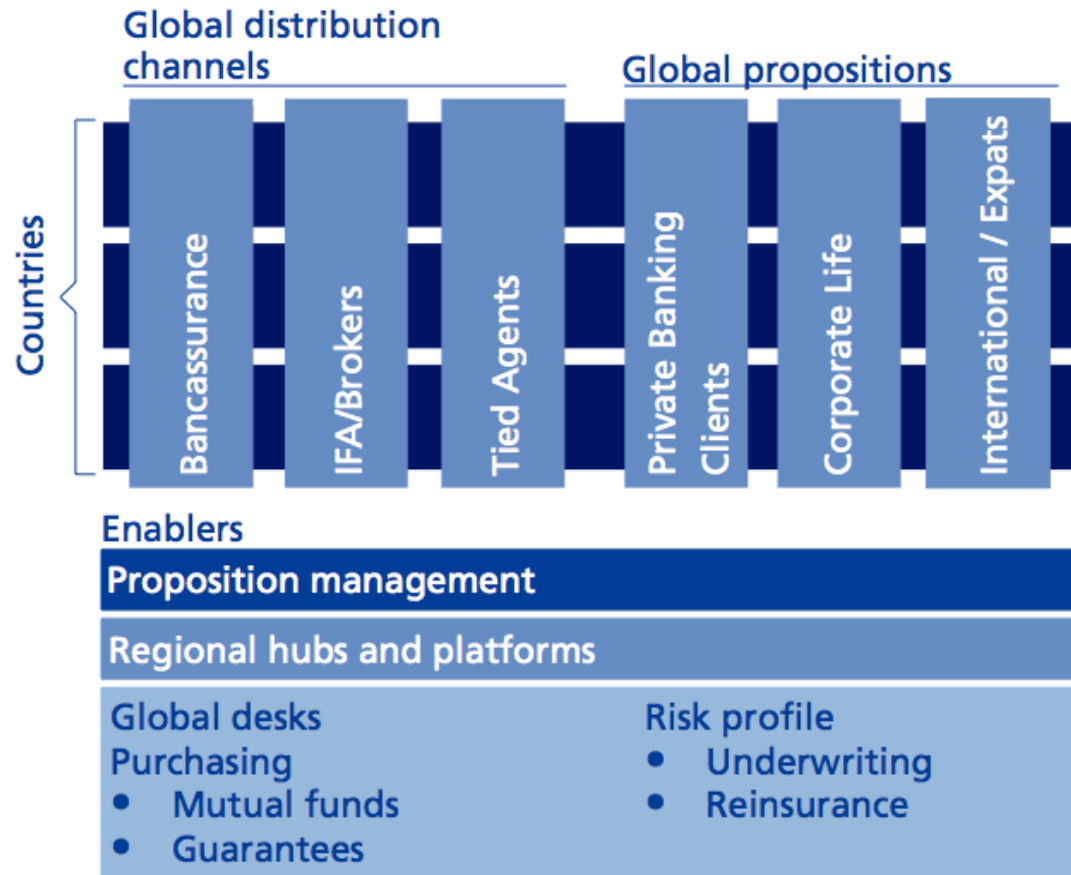 Global distribution
channels
Global propositions
Countries
Bancassurance
IFA/Brokers
Tied Agents
Private Banking
Clients
Corporate Life
International / Expats
Enablers
Proposition management
Regional hubs and platforms
Global desks
Purchasing
• Mutual funds
• Guarantees
Risk profile
• Underwriting
• Reinsurance